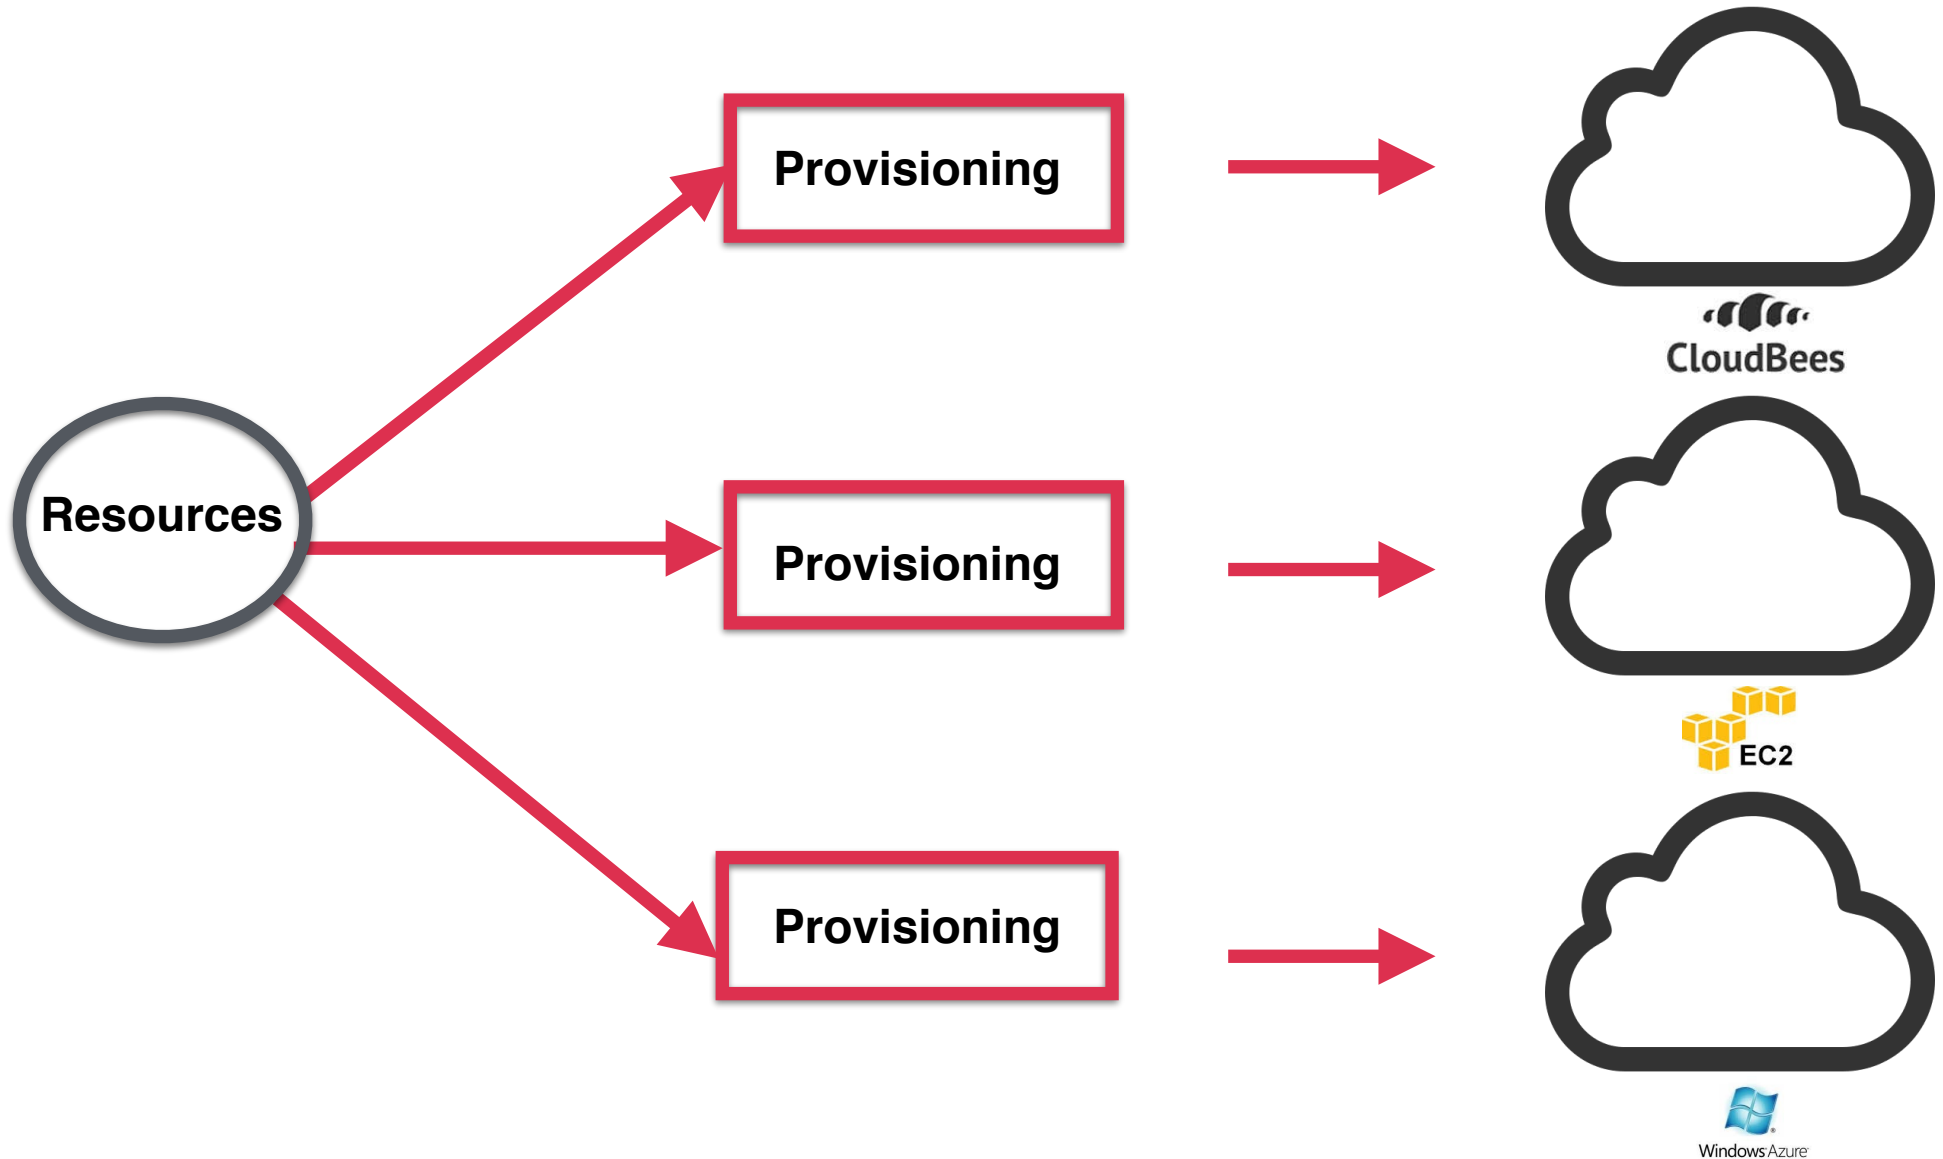 Provisioning
CloudBees
Resources
Provisioning
EC2
Provisioning
Windows Azure